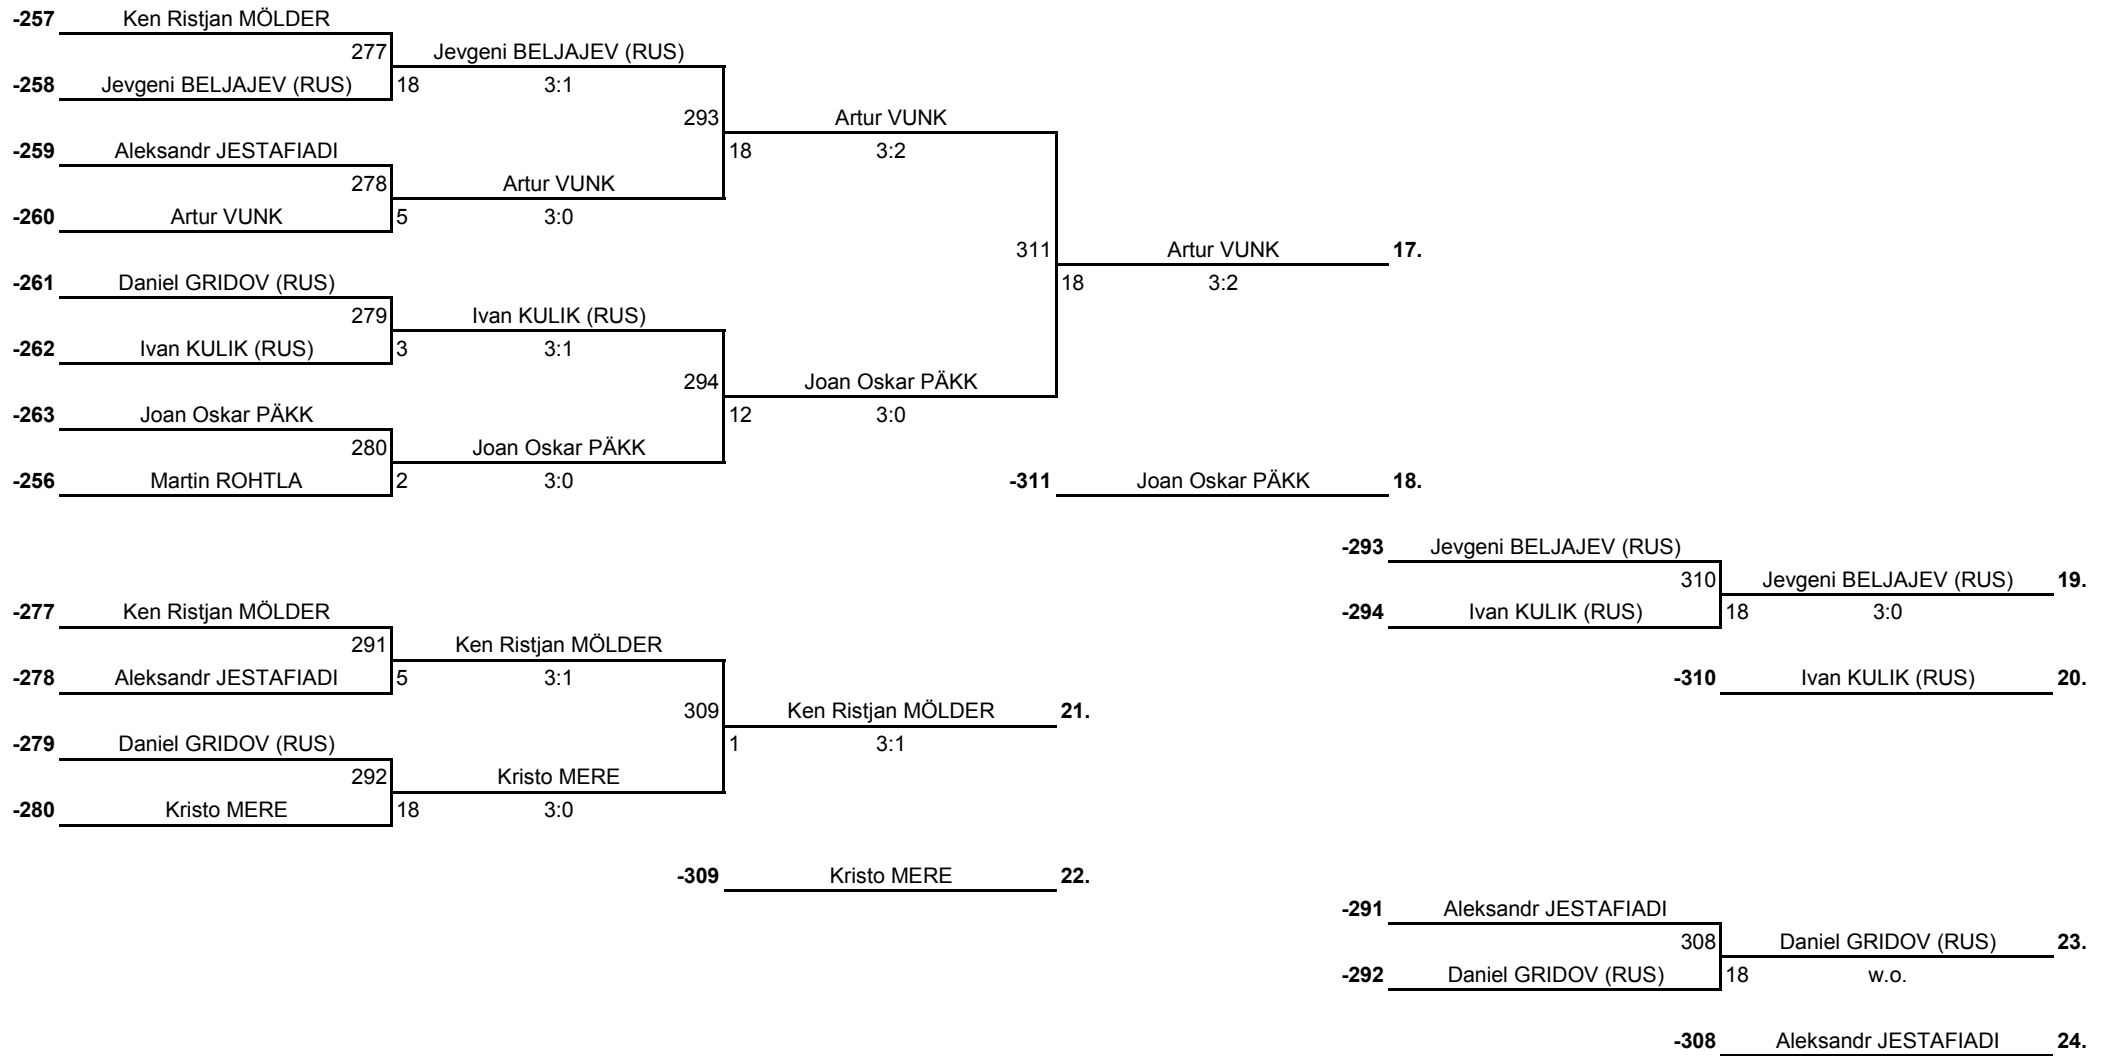 -257 Ken Ristjan MÖLDER
277 Jevgeni BELJAJEV (RUS)
-258 Jevgeni BELJAJEV (RUS) 18 3:1
293 Artur VUNK
-259 Aleksandr JESTAFIADI 18 3:2
278 Artur VUNK
-260 Artur VUNK 5 3:0
311 Artur VUNK 17.
-261 Daniel GRIDOV (RUS) 18 3:2
279 Ivan KULIK (RUS)
-262 Ivan KULIK (RUS) 3 3:1
294 Joan Oskar PÄKK
-263 Joan Oskar PÄKK 12 3:0
280 Joan Oskar PÄKK
-256 Martin ROHTLA 2 3:0 -311 Joan Oskar PÄKK 18.
-293 Jevgeni BELJAJEV (RUS)
310 Jevgeni BELJAJEV (RUS) 19.
-277 Ken Ristjan MÖLDER -294 Ivan KULIK (RUS) 18 3:0
291 Ken Ristjan MÖLDER
-278 Aleksandr JESTAFIADI 5 3:1 -310 Ivan KULIK (RUS) 20.
309 Ken Ristjan MÖLDER 21.
-279 Daniel GRIDOV (RUS) 1 3:1
292 Kristo MERE
-280 Kristo MERE 18 3:0
-309 Kristo MERE 22.
-291 Aleksandr JESTAFIADI
308 Daniel GRIDOV (RUS) 23.
-292 Daniel GRIDOV (RUS) 18 w.o.
-308 Aleksandr JESTAFIADI 24.